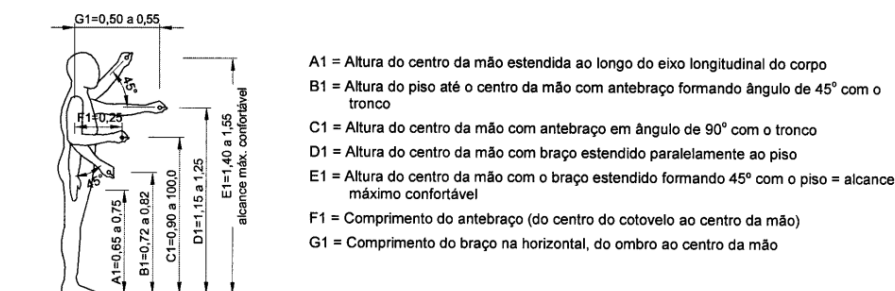 G1=0,50 a 0,55
45°
F1=0,25
45°
A1=0,65 a 0,75
B1=0,72 a 0,82
C1=0,90 a 100,0
D1=1,15 a 1,25
E1=1,40 a 1,55
alcance máx. confortável
A1 = Altura do centro da mão estendida ao longo do eixo longitudinal do corpo
B1 = Altura do piso até o centro da mão com antebraço formando ângulo de 45° com o
tronco
C1 = Altura do centro da mão com antebraço em ângulo de 90° com o tronco
D1 = Altura do centro da mão com braço estendido paralelamente ao piso
E1 = Altura do centro da mão com o braço estendido formando 45º com o piso = alcance
máximo confortável
F1 = Comprimento do antebraço (do centro do cotovelo ao centro da mão)
G1 = Comprimento do braço na horizontal, do ombro ao centro da mão